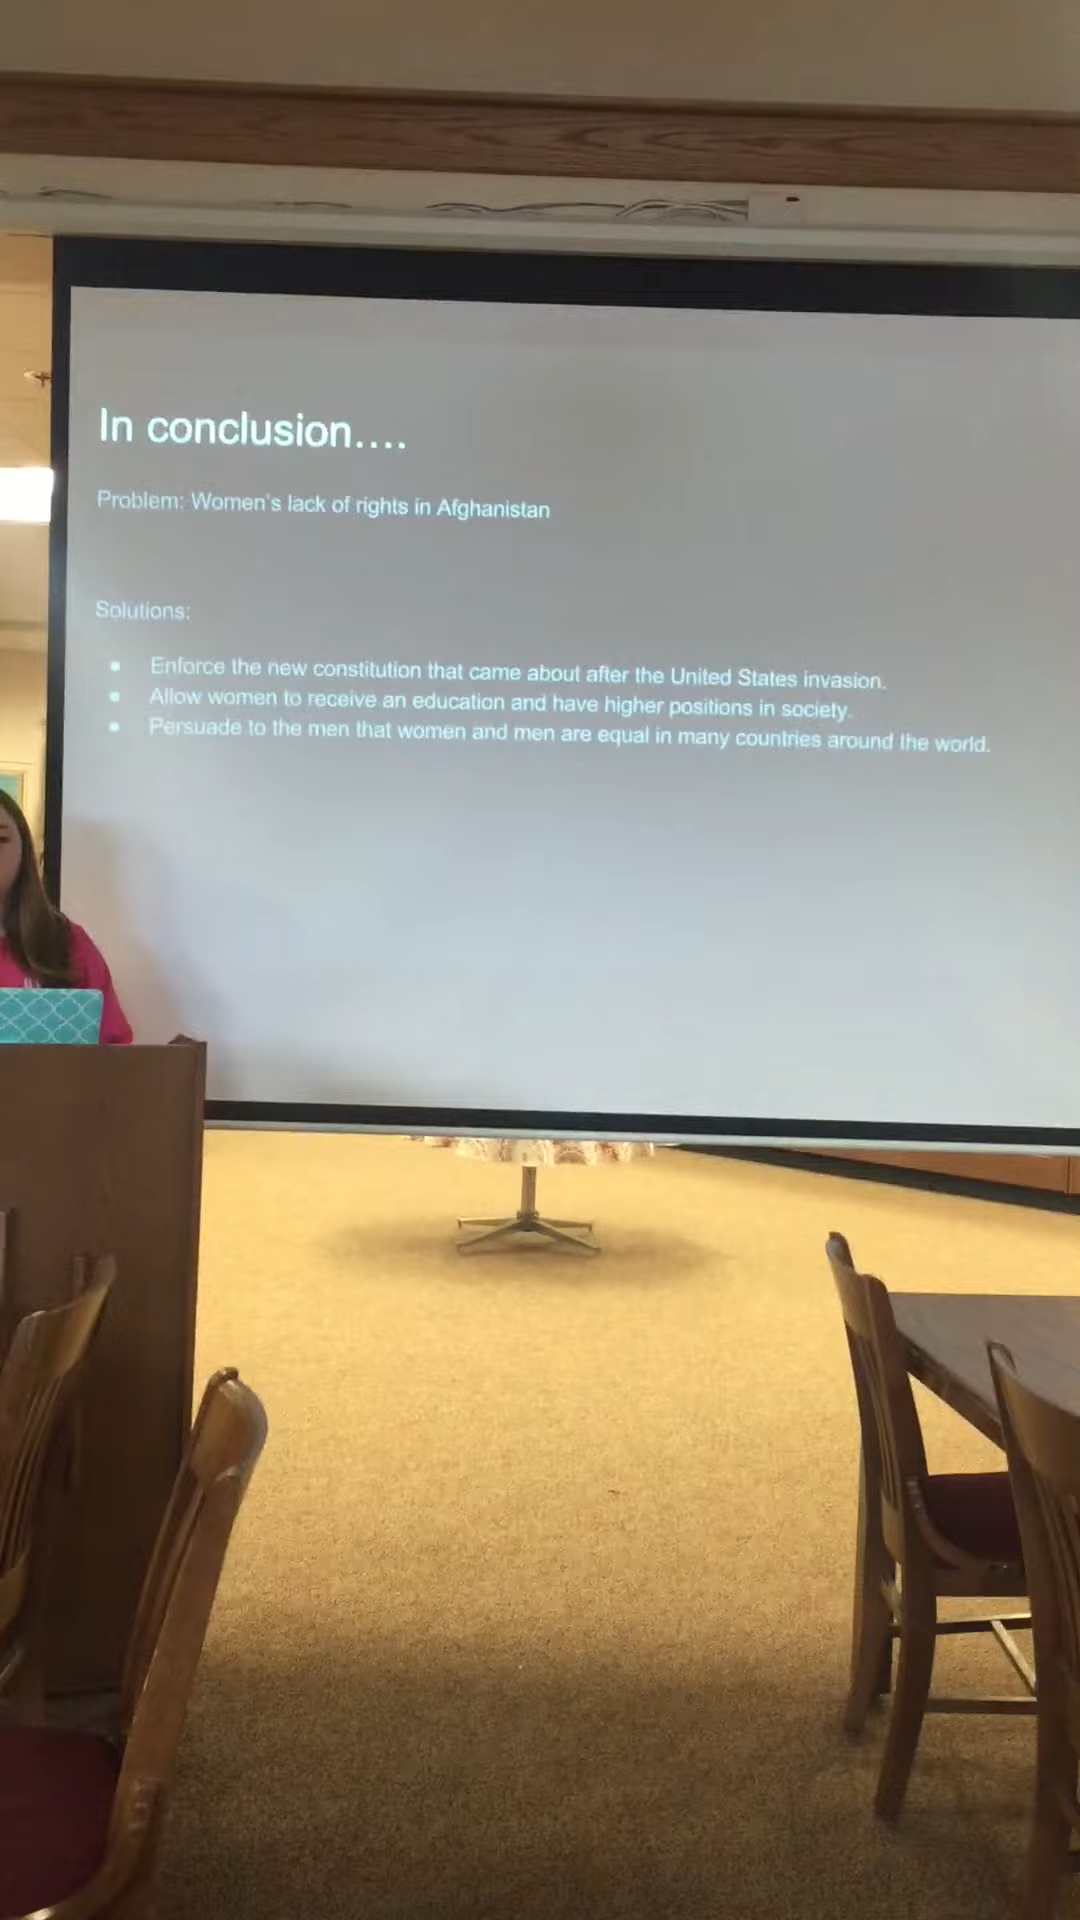 In conclusion....
Problem: Women's lack of rights in Afghanistan
Solutions:
Enforce the new constitution that came about after the United States invasion.
Allow women to receive an education and have higher positions in society.
Persuade to the men that women and men are equal in many countries around the world.